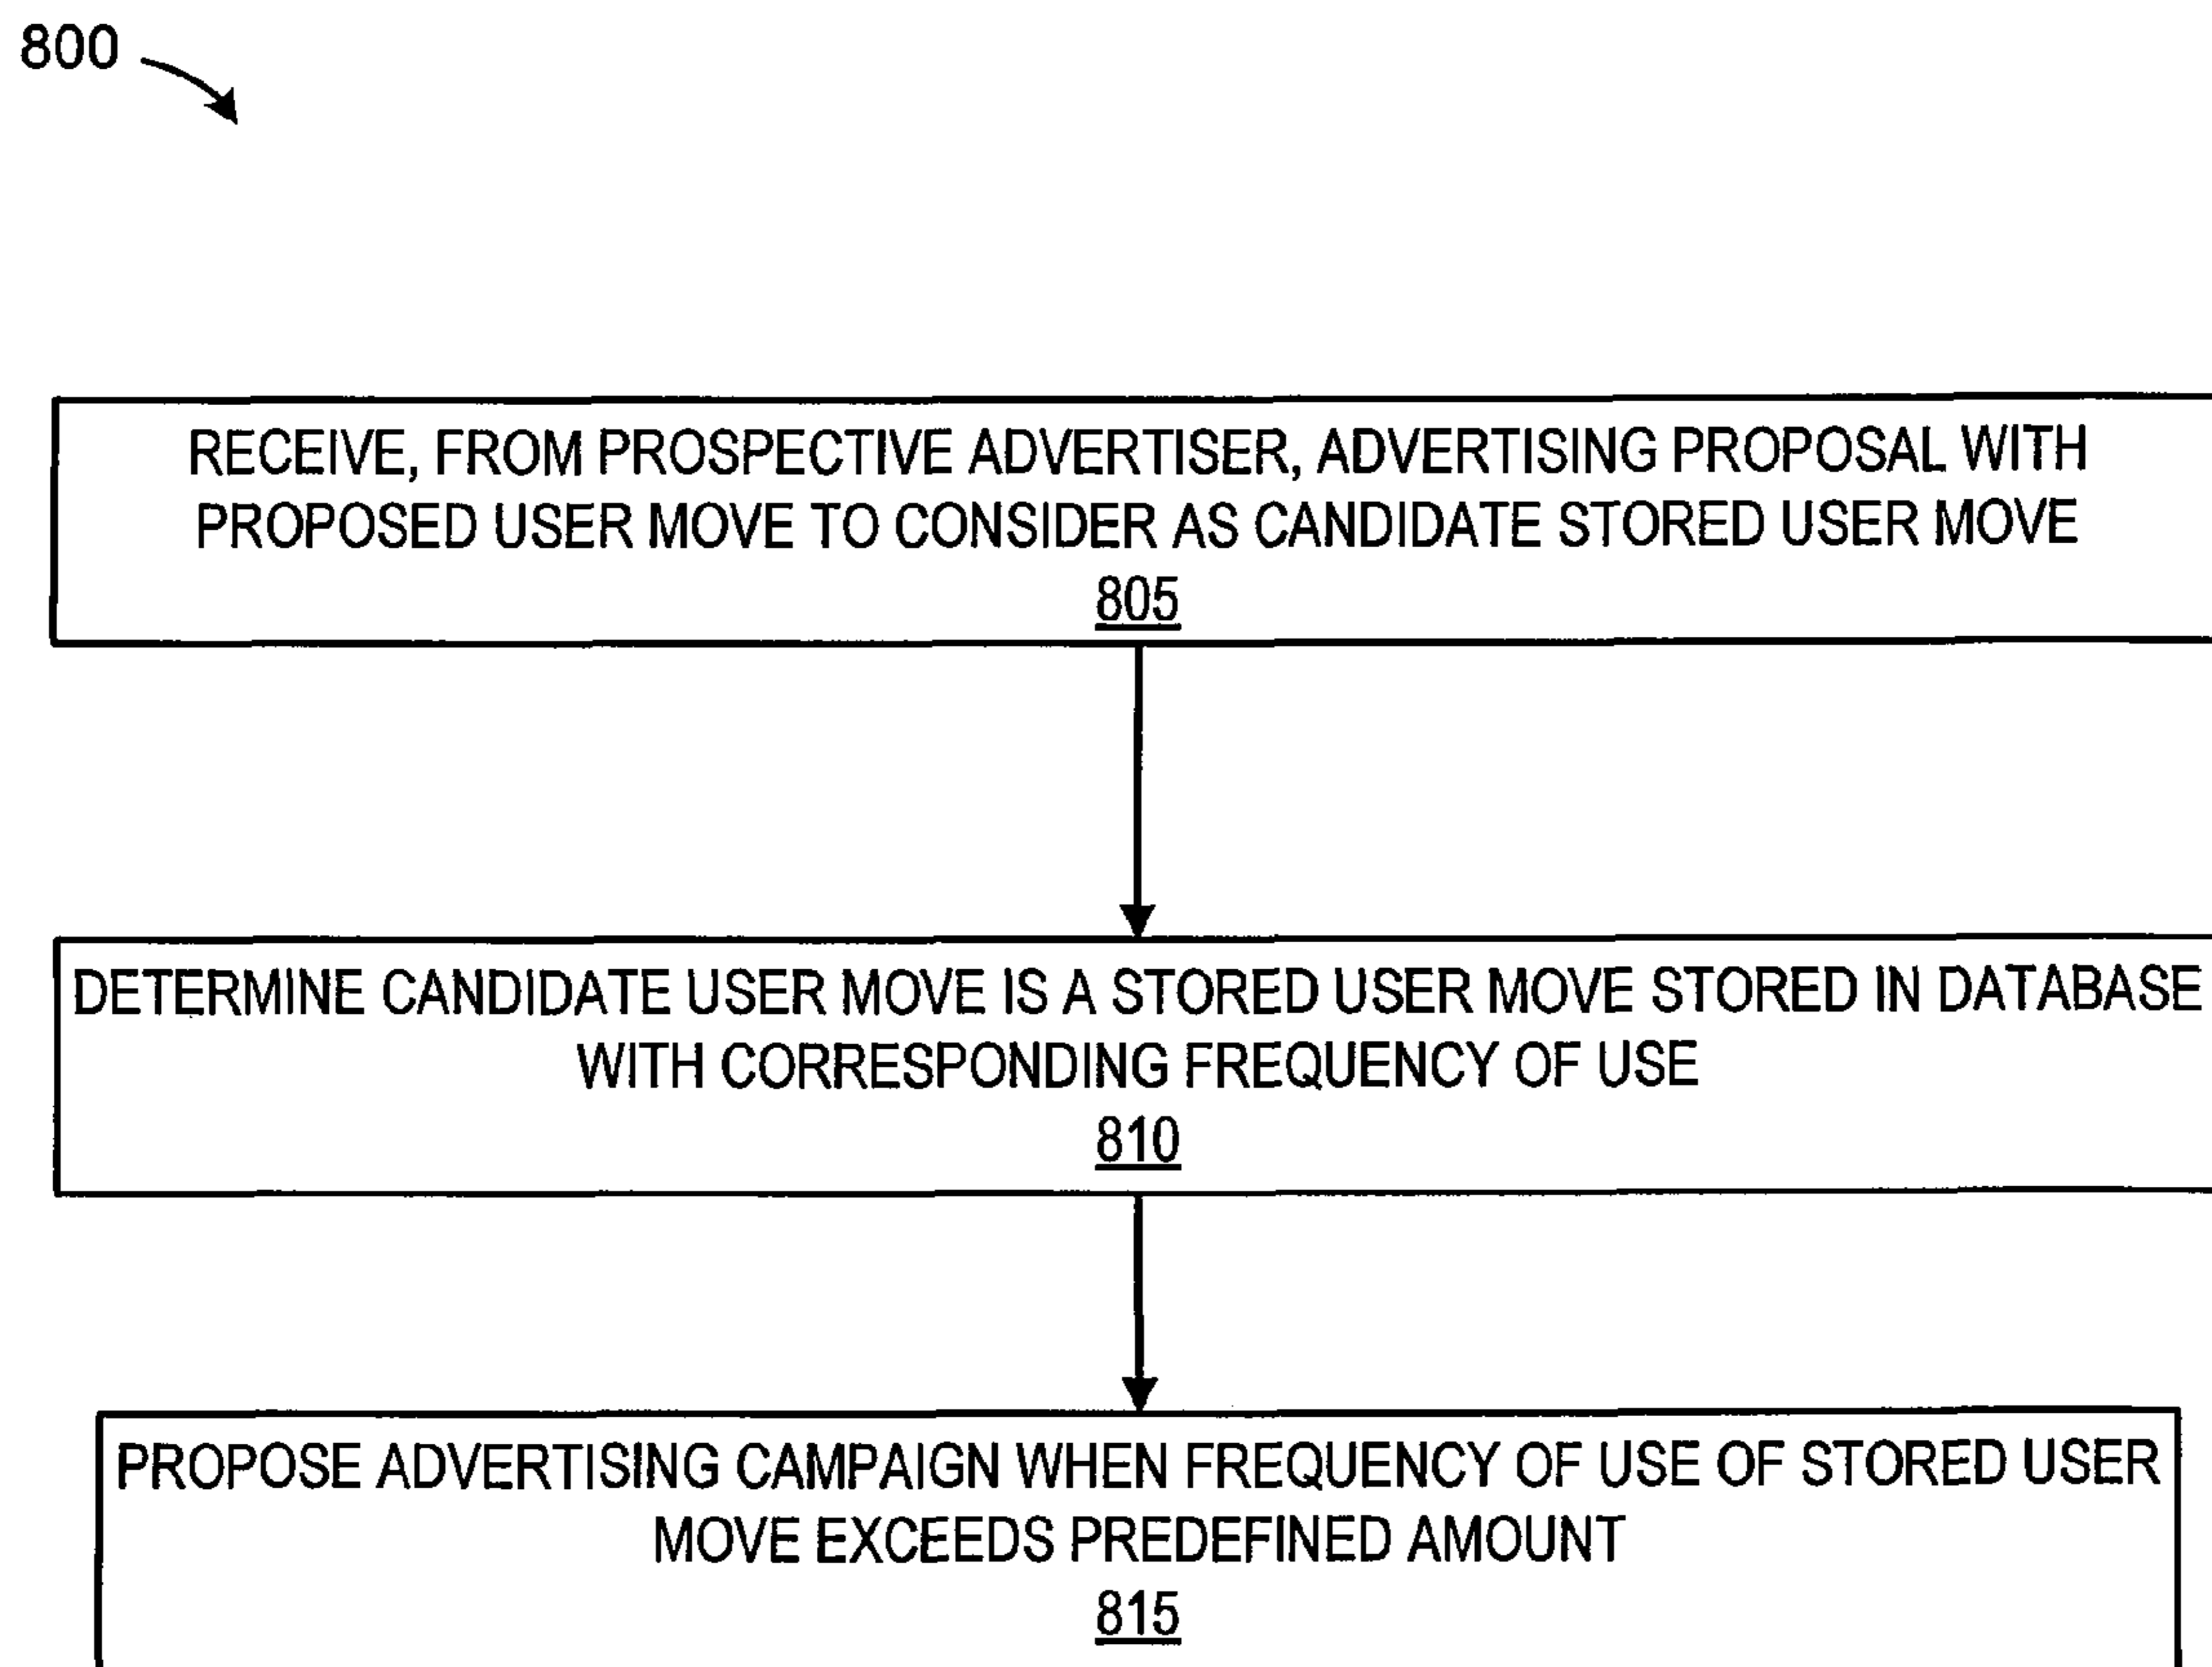 800
RECEIVE, FROM PROSPECTIVE ADVERTISER, ADVERTISING PROPOSAL WITH
PROPOSED USER MOVE TO CONSIDER AS CANDIDATE STORED USER MOVE
805
DETERMINE CANDIDATE USER MOVE IS A STORED USER MOVE STORED IN DATABASE
WITH CORRESPONDING FREQUENCY OF USE
810
PROPOSE ADVERTISING CAMPAIGN WHEN FREQUENCY OF USE OF STORED USER
MOVE EXCEEDS PREDEFINED AMOUNT
815